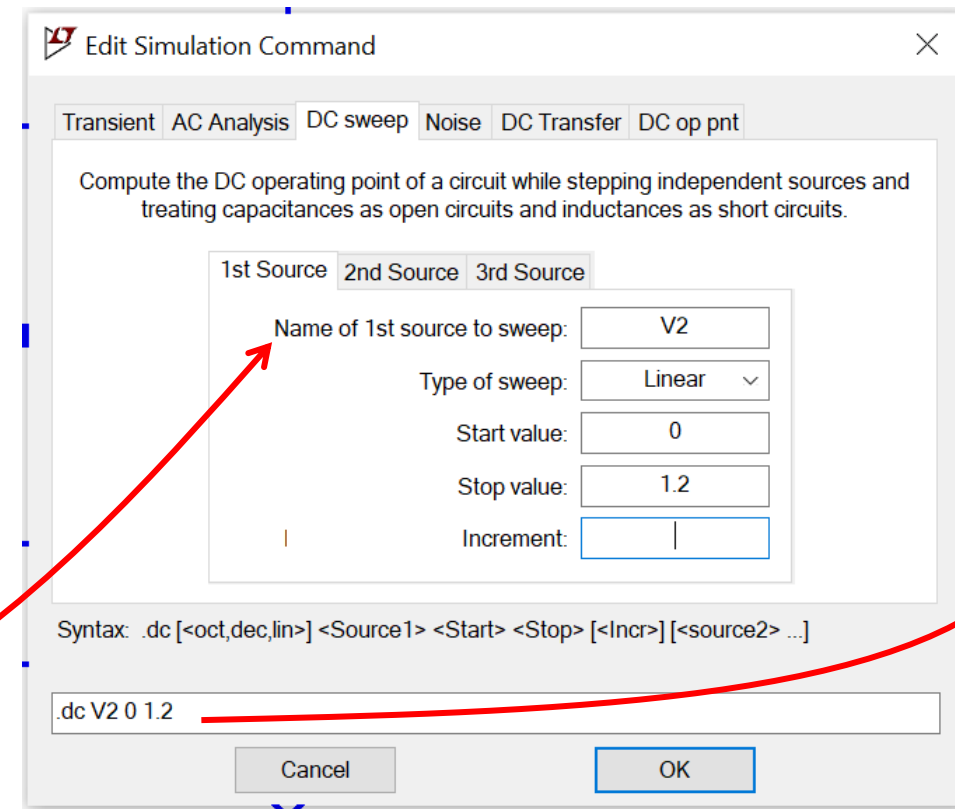 Edit Simulation Command
Transient AC Analysis DC sweep Noise DC Transfer DC op pnt
Compute the DC operating point of a circuit while stepping independent sources and
treating capacitances as open circuits and inductances as short circuits.
1st Source 2nd Source 3rd Source
Name of 1st source to sweep: V2
Type of sweep: Linear
Start value: 0
Stop value: 1.2
Increment:
Syntax: .dc [<oct,dec,lin>] <Source1> <Start> <Stop> [<Incr>] [<source2> ...]
.dc V2 0 1.2
Cancel OK